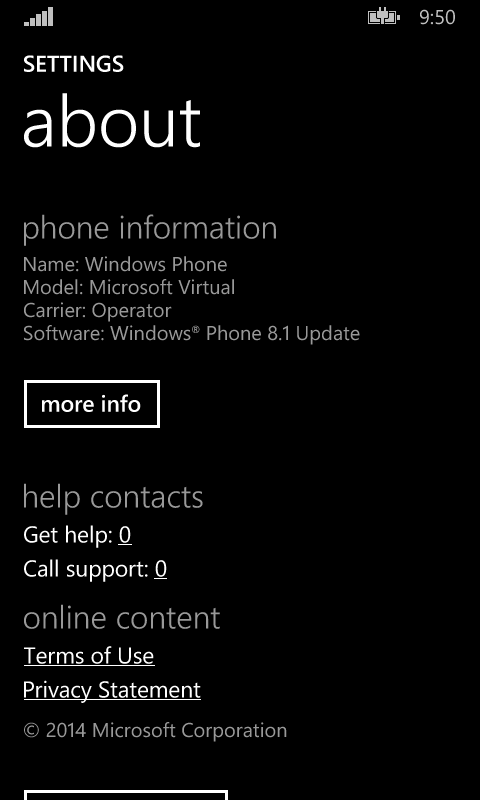 9:50
SETTINGS
about
phone information
Name: Windows Phone
Model: Microsoft Virtual
Carrier: Operator
Software: Windows® Phone 8.1 Update
more info
help contacts
Get help: 0
Call support: 0
online content
Terms of Use
Privacy Statement
© 2014 Microsoft Corporation